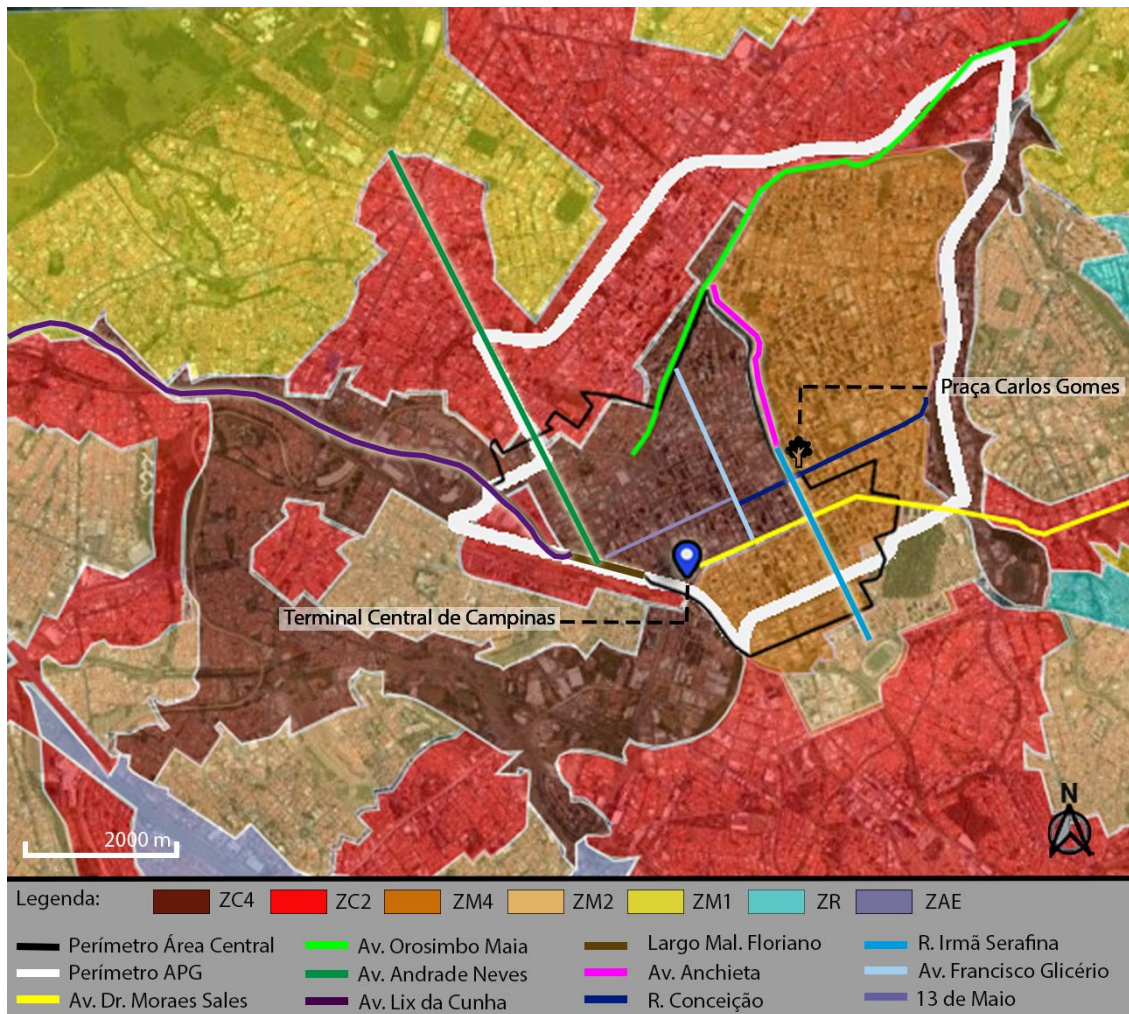 Praça Carlos Gomes
Terminal Central de Campinas
N
2000 m
Legenda: ZC4 ZC2 ZM4 ZM2 ZM1 ZR ZAE
Perímetro Área Central Av. Orosimbo Maia Largo Mal. Floriano R. Irmã Serafina
Perímetro APG Av. Andrade Neves Av. Anchieta Av. Francisco Glicério
Av. Dr. Moraes Sales Av. Lix da Cunha R. Conceição 13 de Maio